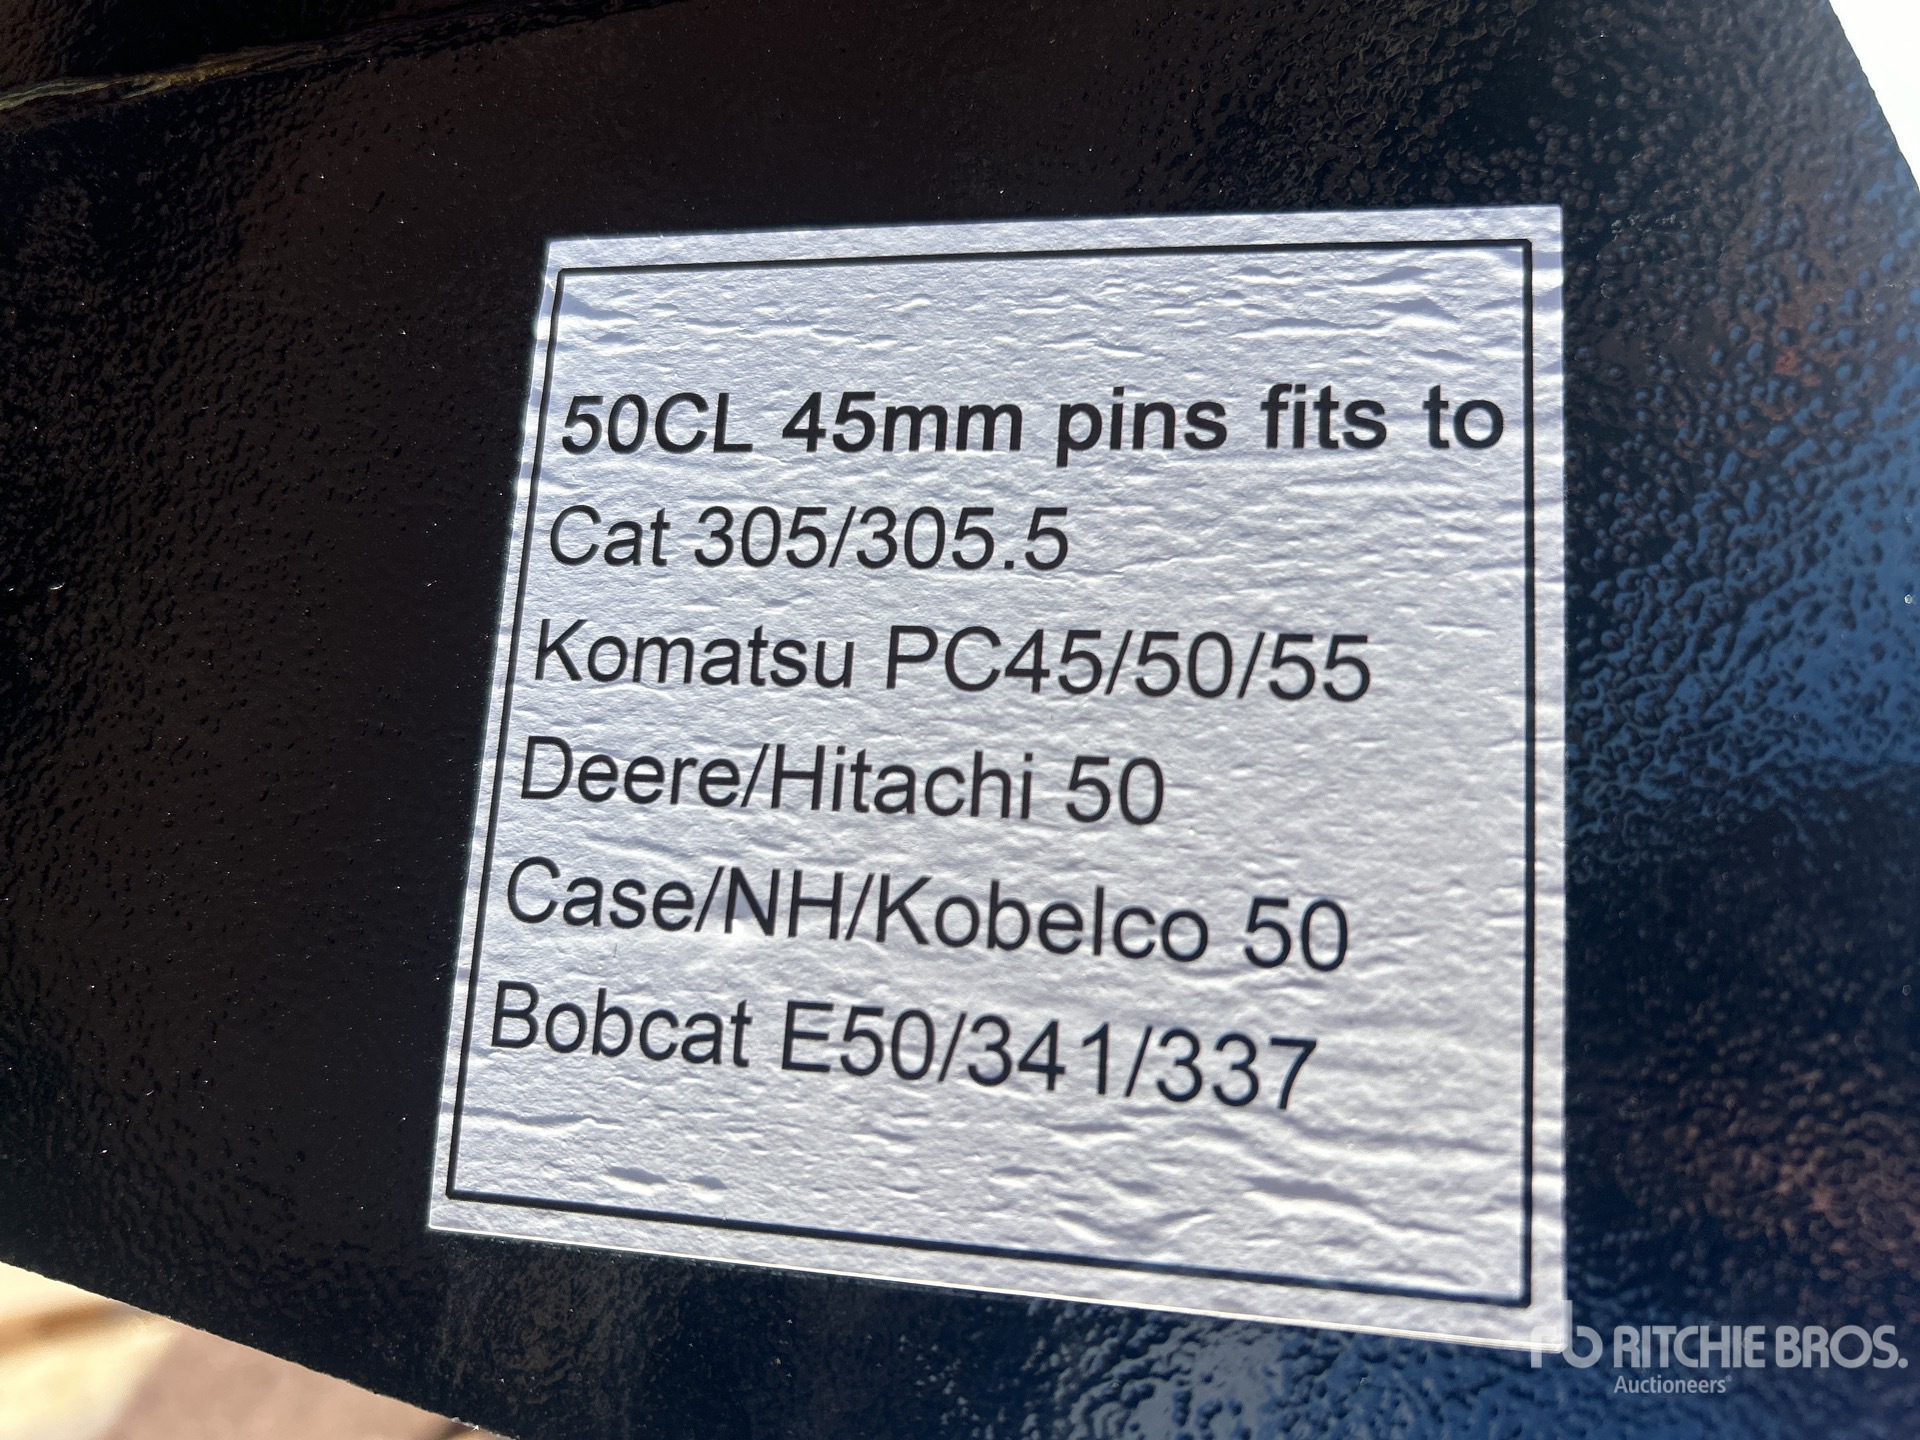 50CL 45mm pins fits to
Cat 305/305.5
Komatsu PC45/50/55
Deere/Hitachi 50
Case/NH/Kobelco 50
Bobcat E50/341/337
rb RITCHIE BROS.
Auctioneers